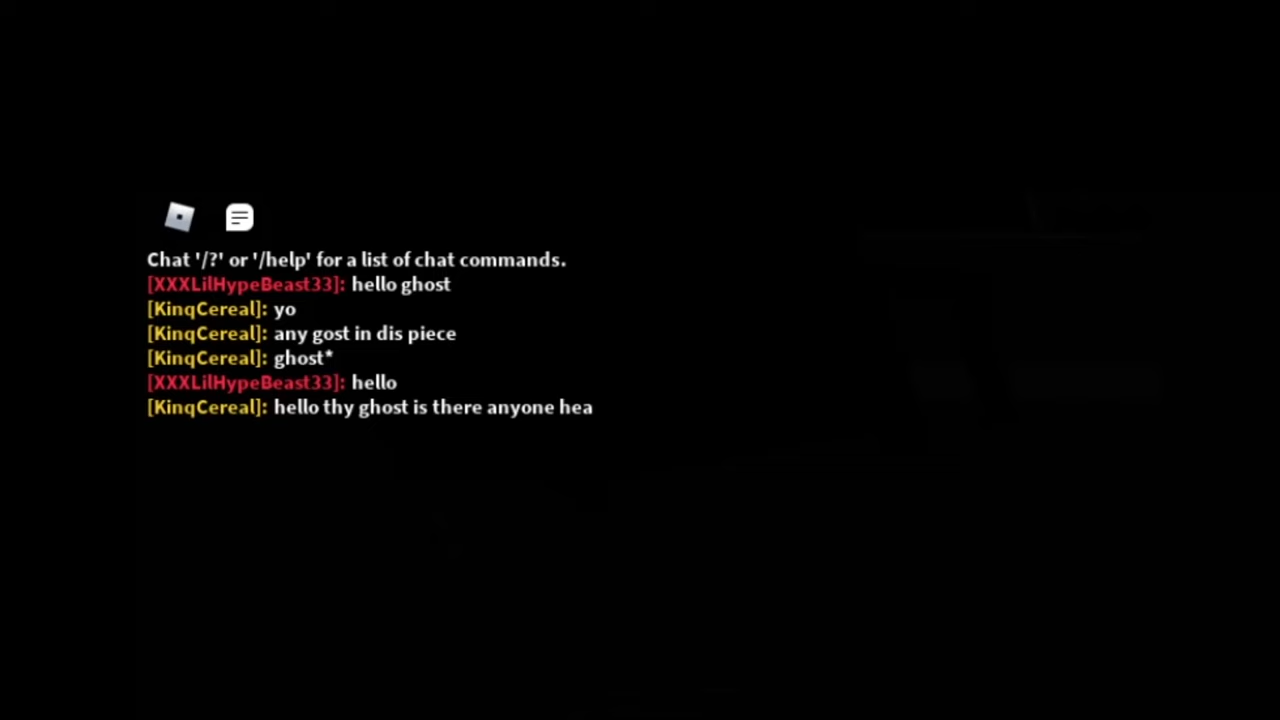 Chat '/?' or '/help' for a list of chat commands.
[XXXLilHypeBeast33]: hello ghost
[KinqCereal]: yo
[KinqCereal]: any gost in dis piece
[KinqCereal]: ghost*
[XXXLilHypeBeast33]: hello
[KinqCereal]: hello thy ghost is there anyone hea